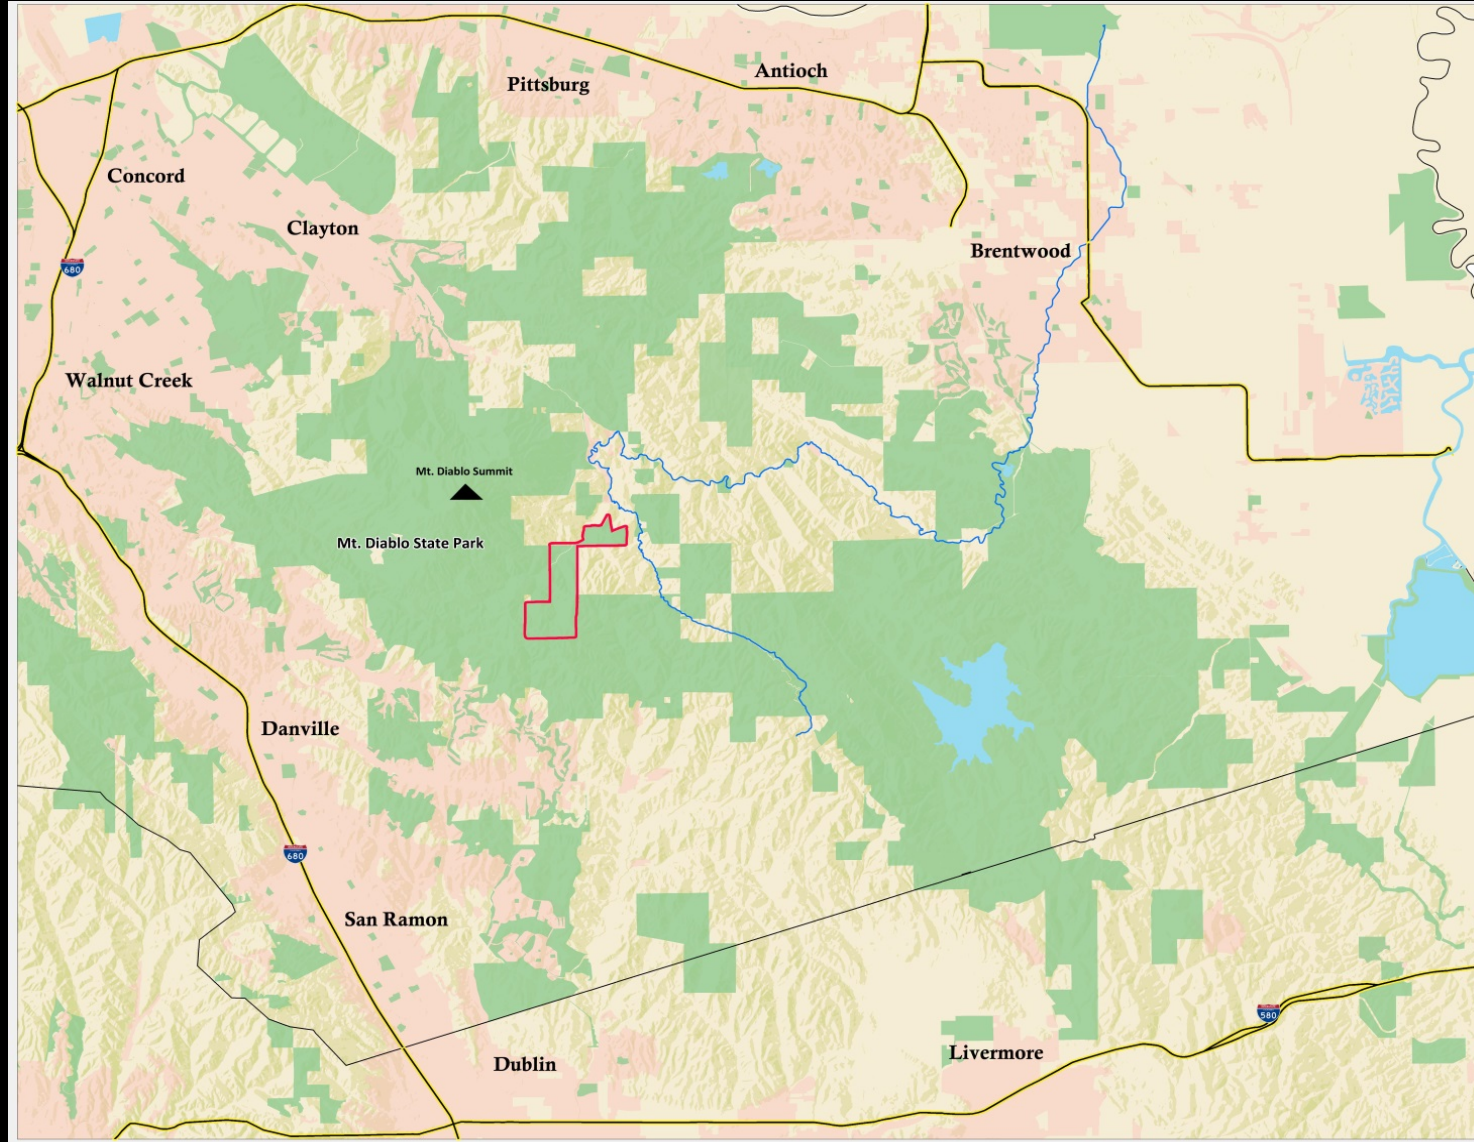 Antioch
Pittsburg
Concord
Clayton
Brentwood
680
Walnut Creek
Mt. Diablo Summit
Mt. Diablo State Park
Danville
680
San Ramon
580
Livermore
Dublin